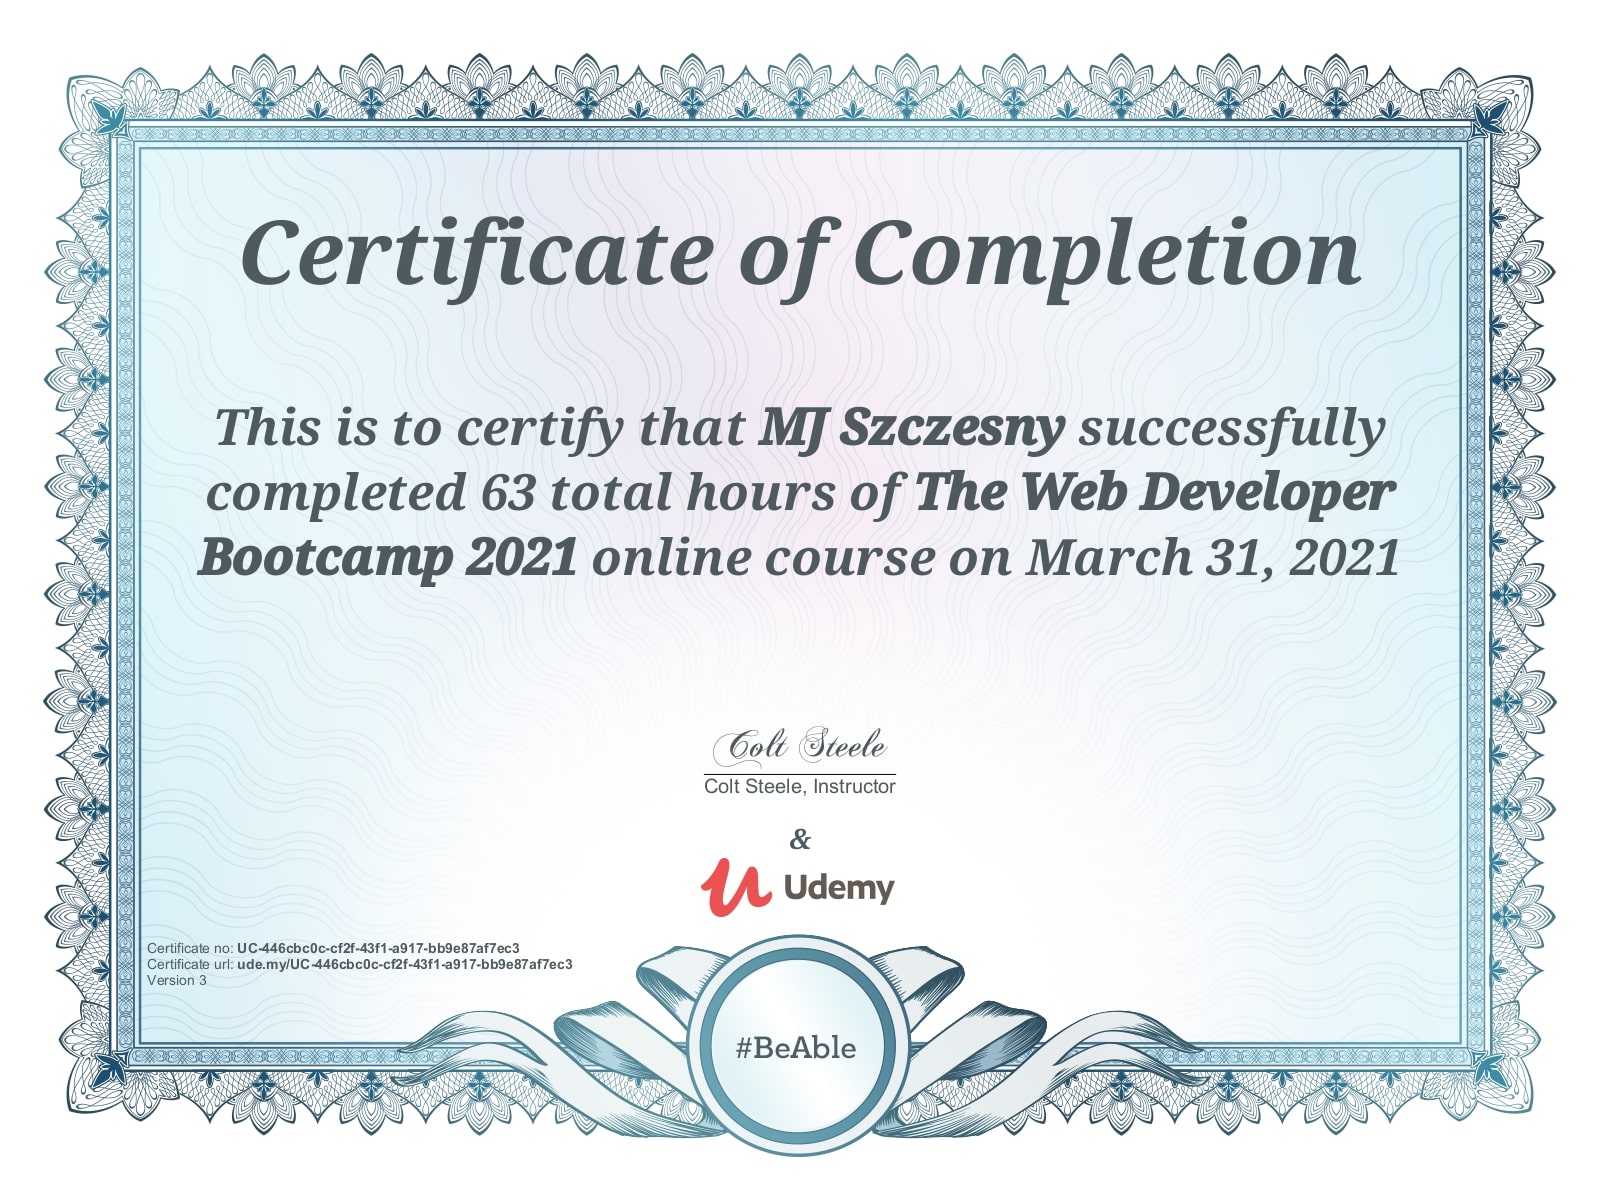 Certificate of Completion
This is to certify that MJ Szczesny successfully
completed 63 total hours of The Web Developer
Bootcamp 2021 online course on March 31, 2021
Colt Steele
Colt Steele, Instructor
&
Udemy
Certificate no: UC-446cbc0c-cf2f-43f1-a917-bb9e87af7ec3
Certificate url: ude.my/UC-446cbc0c-cf2f-43f1-a917-bb9e87af7ec3
Version 3
#BeAble